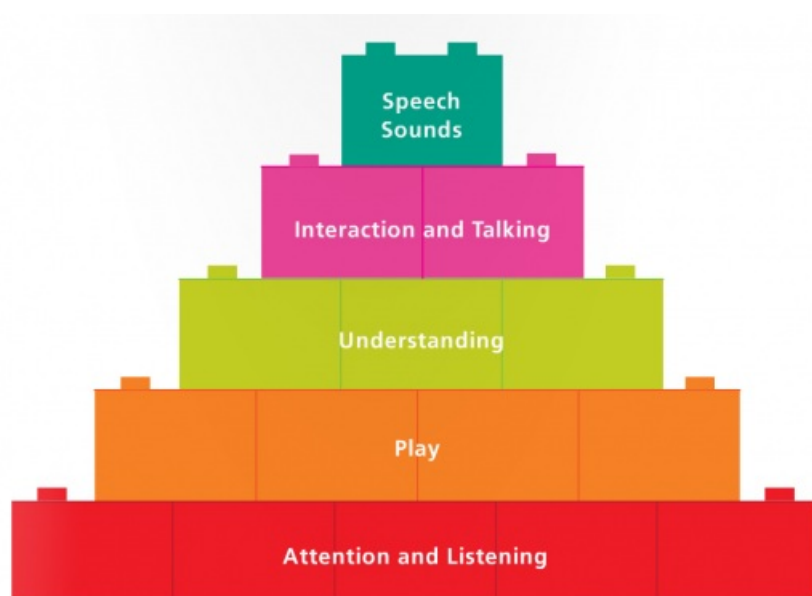 Speech
Sounds
Interaction and Talking
Understanding
Play
Attention and Listening